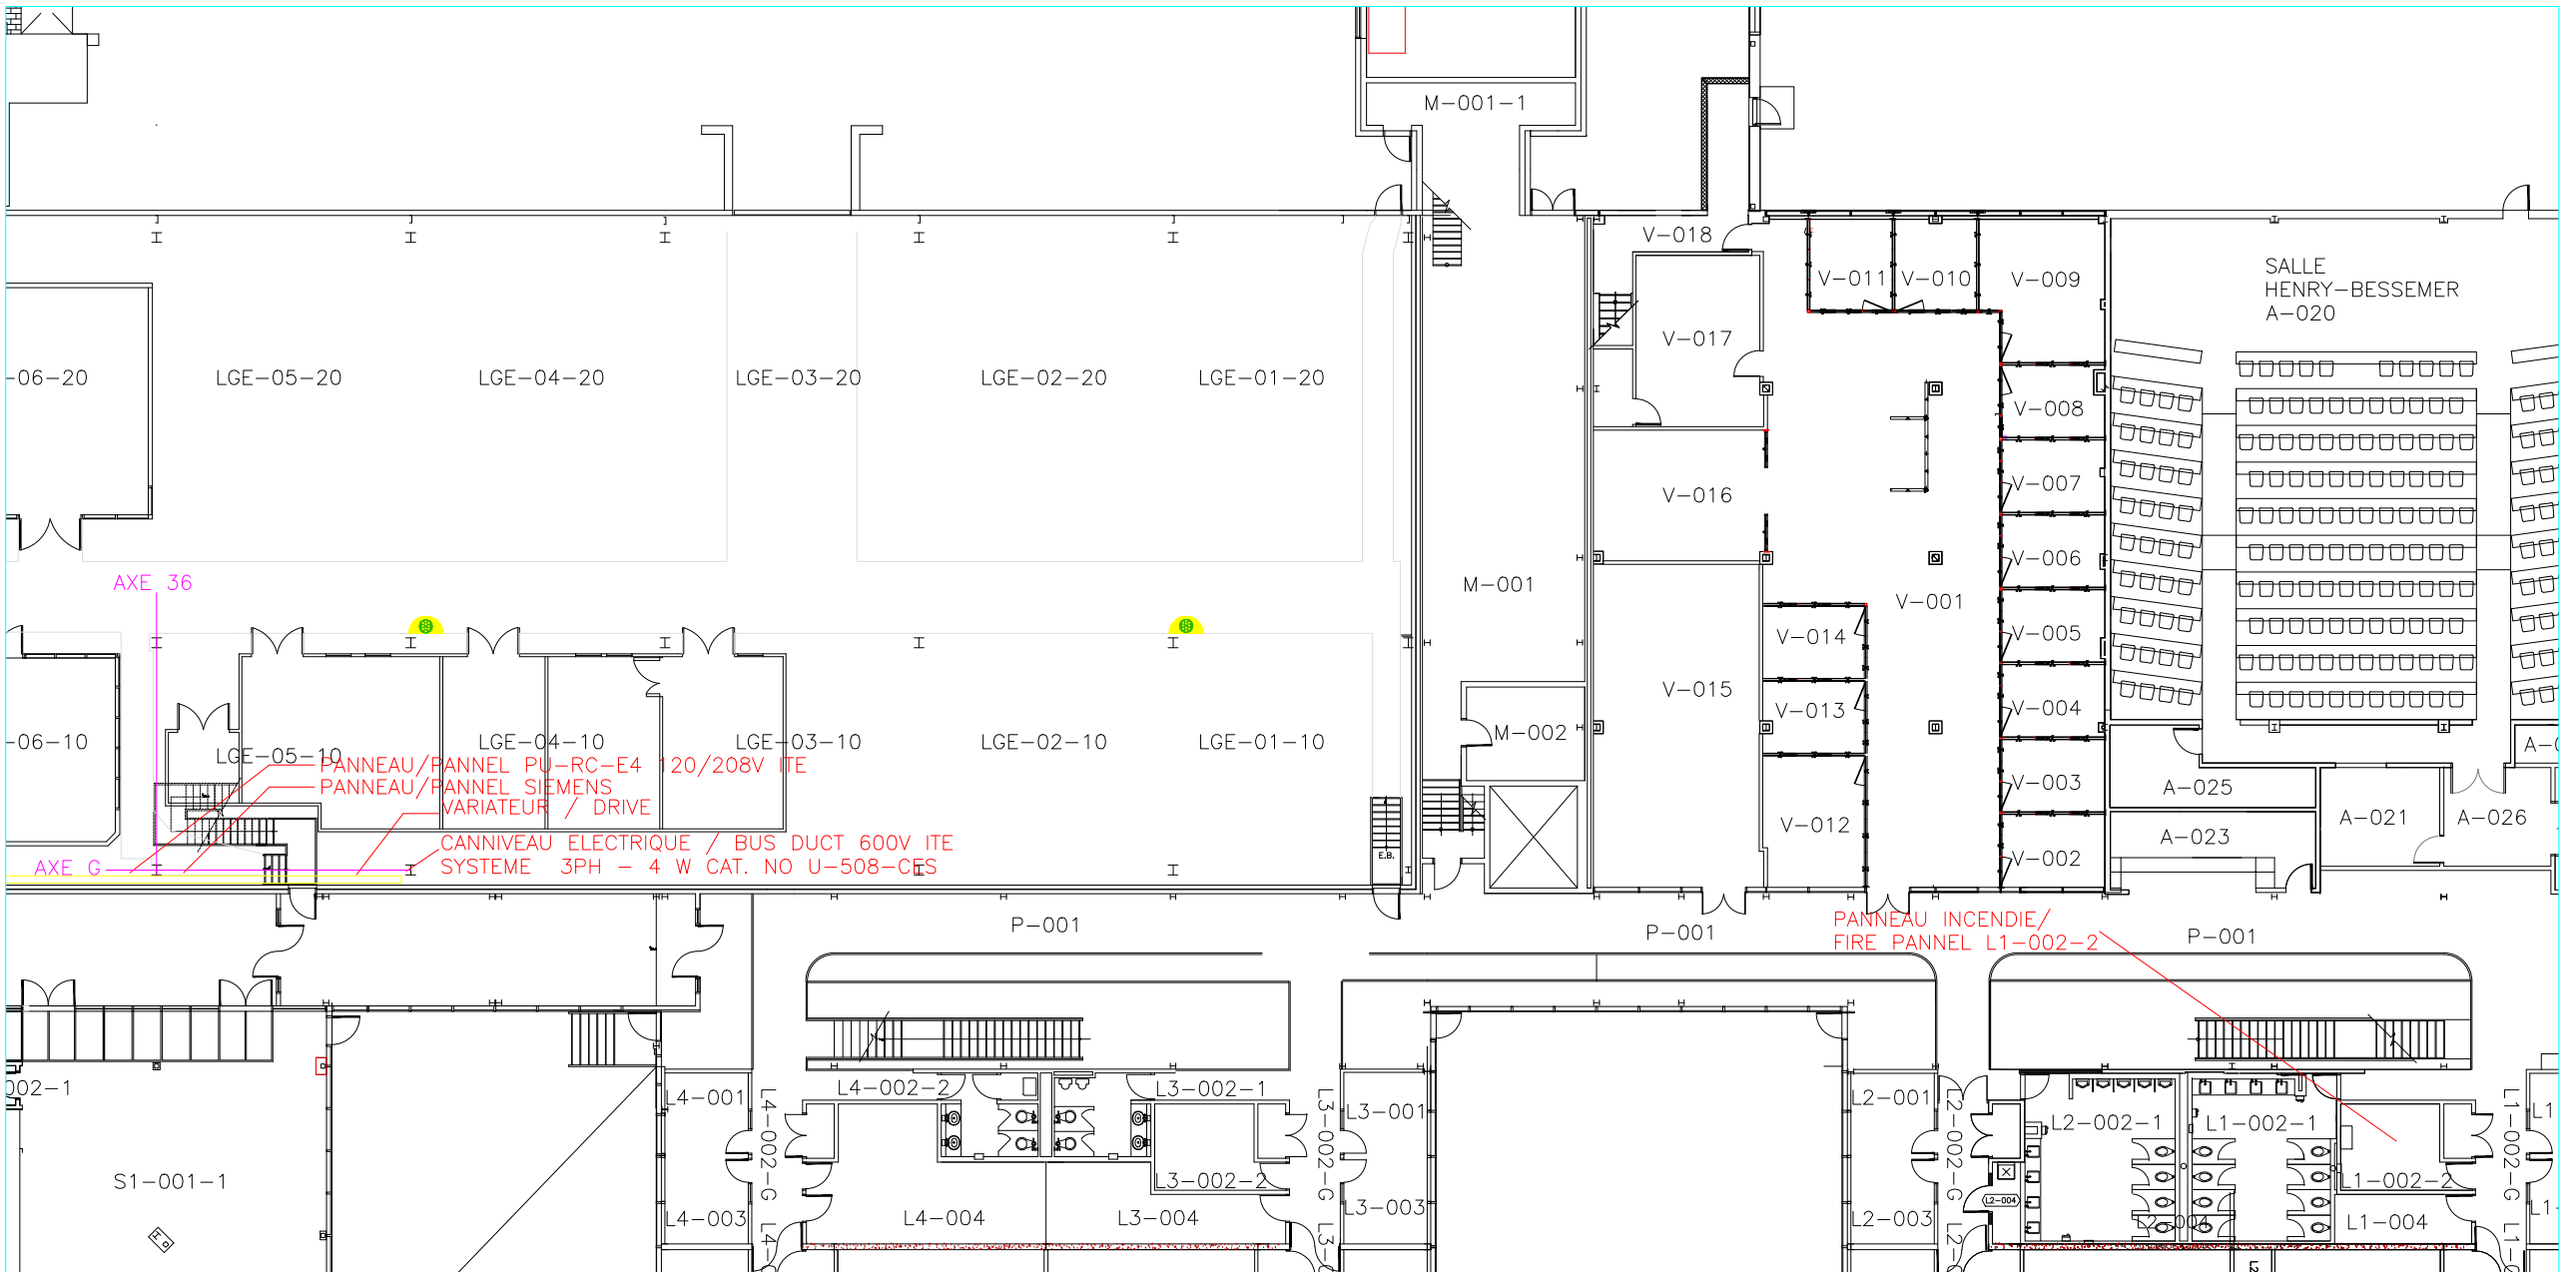 M-001-1
V-018
V-011
V-010
V-009
SALLE
HENRY-BESSEMER
A-020
V-017
-06-20
LGE-05-20
LGE-04-20
LGE-03-20
LGE-02-20
LGE-01-20
V-008
V-016
V-007
V-006
AXE 36
M-001
V-001
V-014
V-005
V-015
V-013
V-004
M-002
-06-10
LGE-05-10
LGE-04-10
LGE-03-10
LGE-02-10
LGE-01-10
PANNEAU/PANNEL PU-RC-E4 120/208V ITE
PANNEAU/PANNEL SIEMENS
VARIATEUR / DRIVE
V-003
A-025
V-012
A-021
A-026
A-023
CANNIVEAU ELECTRIQUE / BUS DUCT 600V ITE
SYSTEME 3PH - 4 W CAT. NO U-508-CES
E.B.
V-002
AXE G
P-001
P-001
PANNEAU INCENDIE/
FIRE PANNEL L1-002-2
P-001
002-1
L4-001
L4-002-2
L3-002-1
L3-001
L2-001
L2-002-1
L1-002-1
L4-002-G
L3-002-G
L2-002-G
L1-002-G
S1-001-1
L3-002-2
L1-002-2
L2-004
L4-003
L4-004
L3-004
L3-003
L2-003
L2-004
L1-004